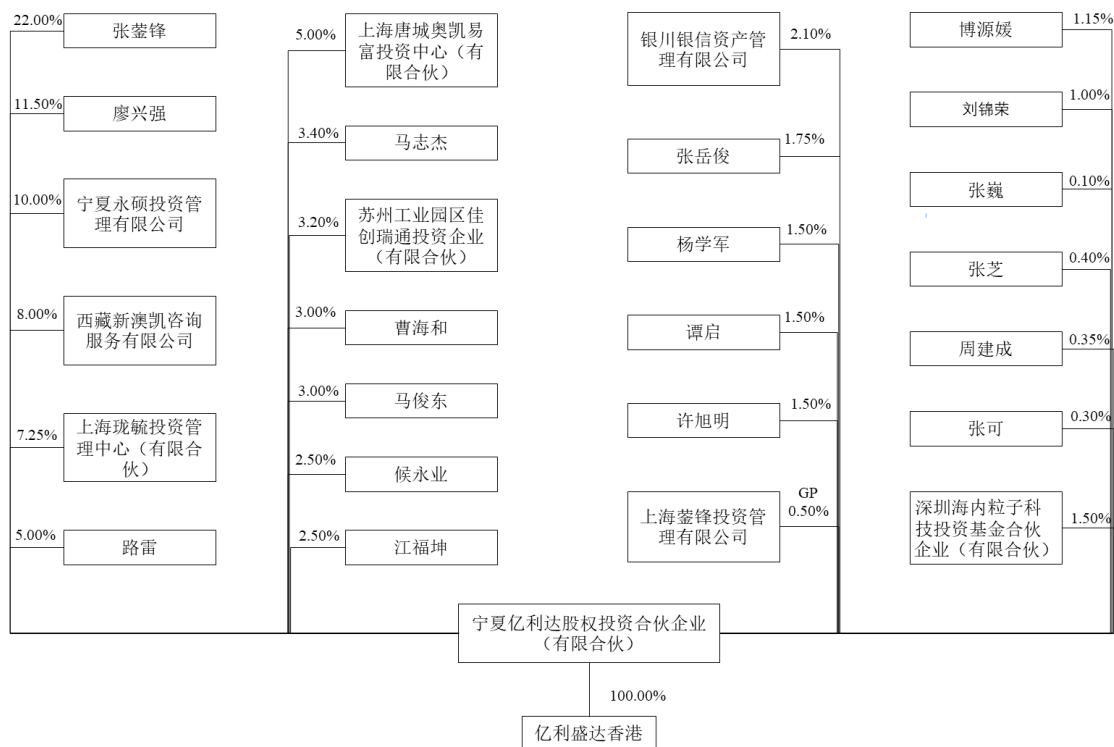 22.00%
张蓥锋
11.50%
廖兴强
10.00%
宁夏永硕投资管
理有限公司
8.00%
西藏新澳凯咨询
服务有限公司
7.25%
上海珑毓投资管
理中心（有限合
伙）
5.00%
路雷
5.00%
上海唐城奥凯易
富投资中心（有
限合伙）
3.40%
马志杰
3.20%
苏州工业园区佳
创瑞通投资企业
（有限合伙）
3.00%
曹海和
3.00%
马俊东
2.50%
候永业
2.50%
江福坤
银川银信资产管
理有限公司
2.10%
张岳俊
1.75%
杨学军
1.50%
谭启
1.50%
许旭明
1.50%
上海蓥锋投资管
理有限公司
GP
0.50%
博源媛
1.15%
刘锦荣
1.00%
张巍
0.10%
张芝
0.40%
周建成
0.35%
张可
0.30%
深圳海内粒子科
技投资基金合伙
企业（有限合伙）
1.50%
宁夏亿利达股权投资合伙企业
（有限合伙）
100.00%
亿利盛达香港